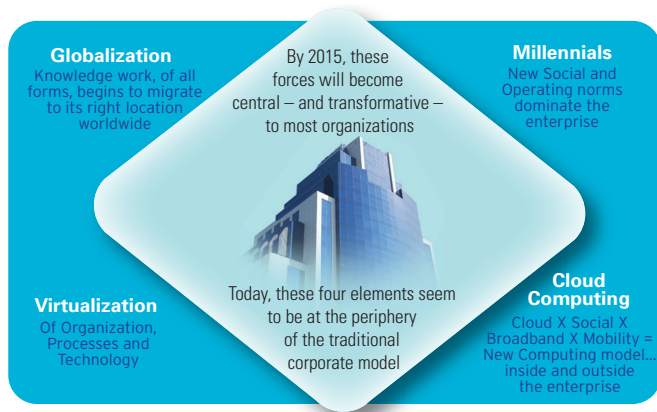 Globalization
Knowledge work, of all
forms, begins to migrate
to its right location
worldwide
By 2015, these
forces will become
central – and transformative –
to most organizations
Millennials
New Social and
Operating norms
dominate the
enterprise
Virtualization
Of Organization,
Processes and
Technology
Today, these four elements seem
to be at the periphery
of the traditional
corporate model
Cloud
Computing
Cloud X Social X
Broadband X Mobility =
New Computing model...
inside and outside
the enterprise